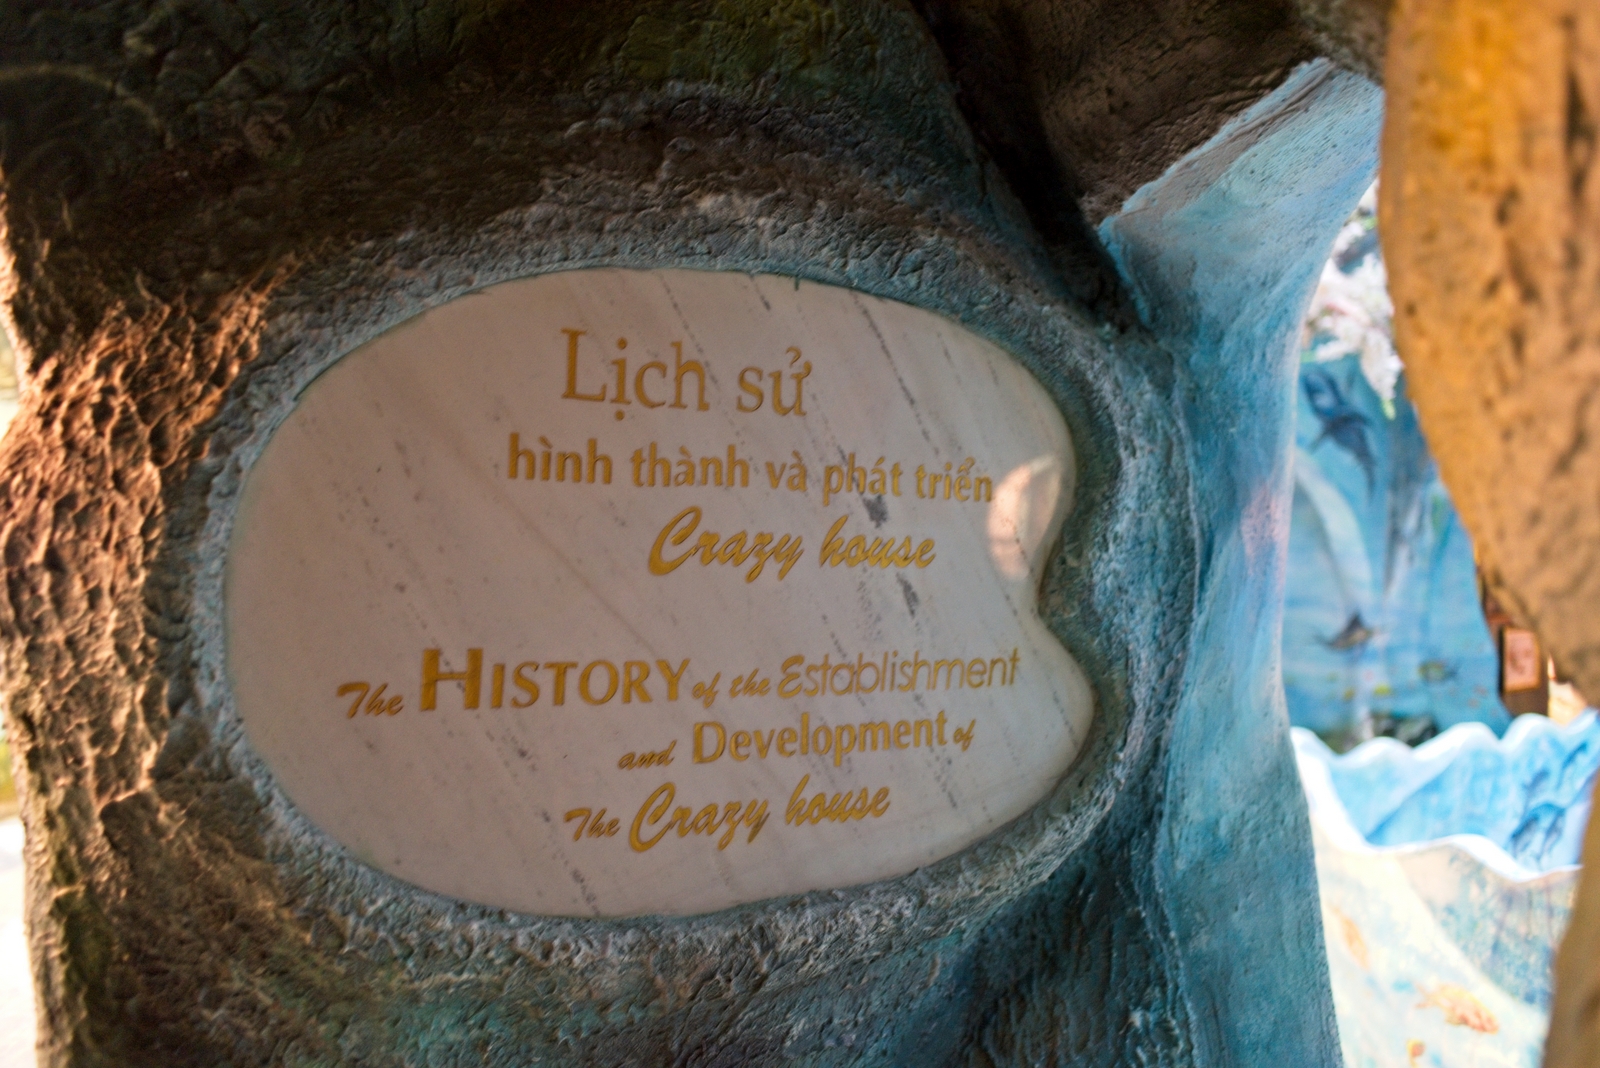 Lịch sử
hình thành và phát triển
Crazy house
The HISTORY of the Establishment
and Development of
The Crazy house